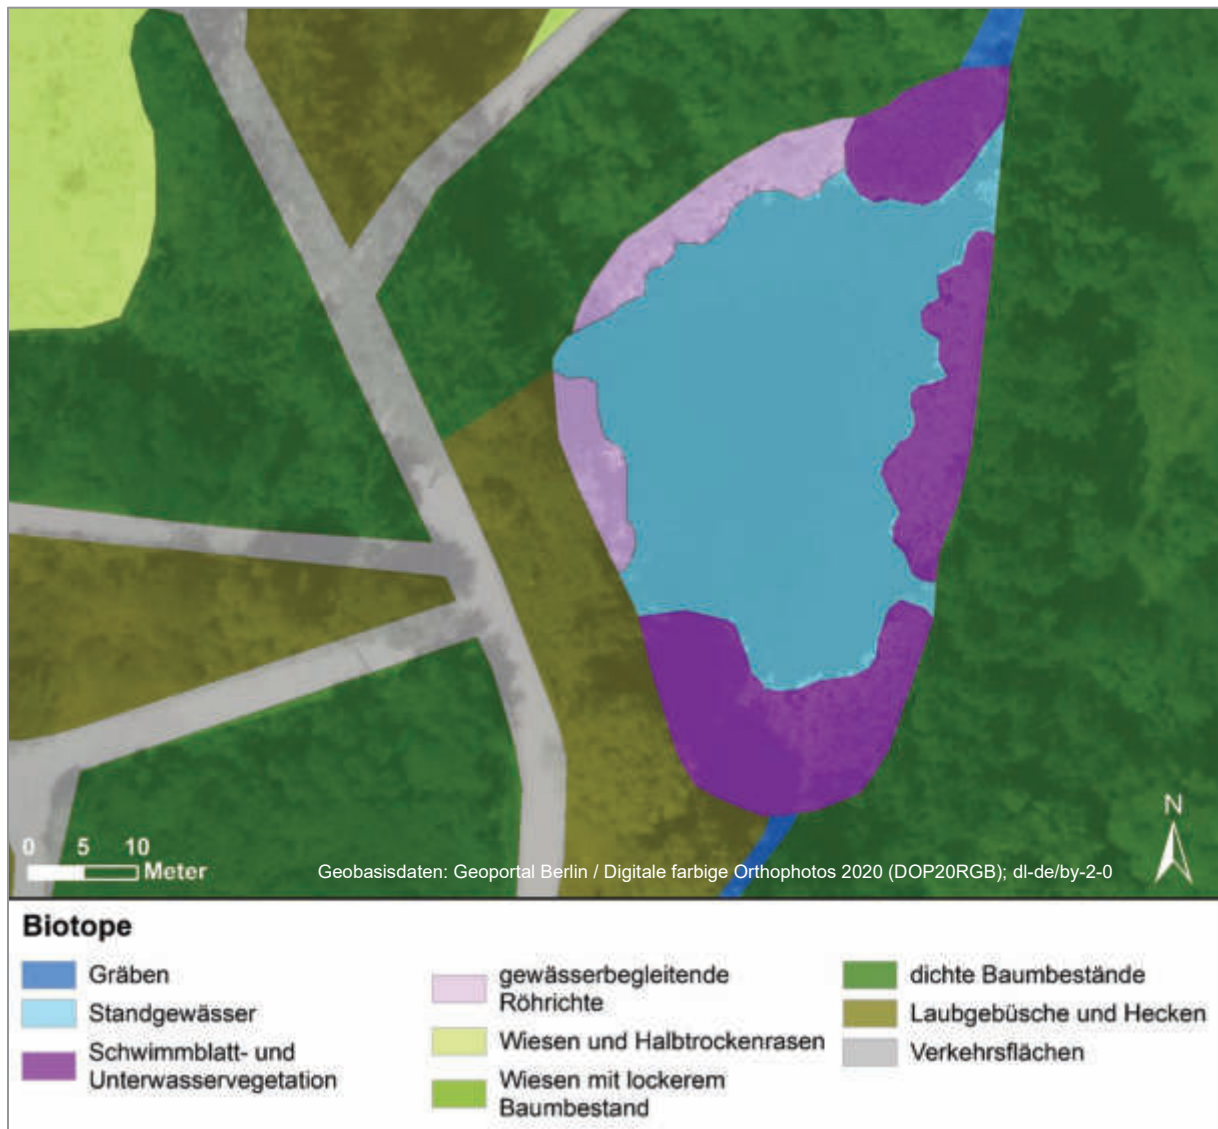 N
0 5 10
Meter
Geobasisdaten: Geoportal Berlin / Digitale farbige Orthophotos 2020 (DOP20RGB); dl-de/by-2-0
Biotope
Gräben
Standgewässer
Schwimmblatt- und
Unterwasservegetation
gewässerbegleitende
Röhrichte
Wiesen und Halbtrockenrasen
Wiesen mit lockerem
Baumbestand
dichte Baumbestände
Laubgebüsche und Hecken
Verkehrsflächen